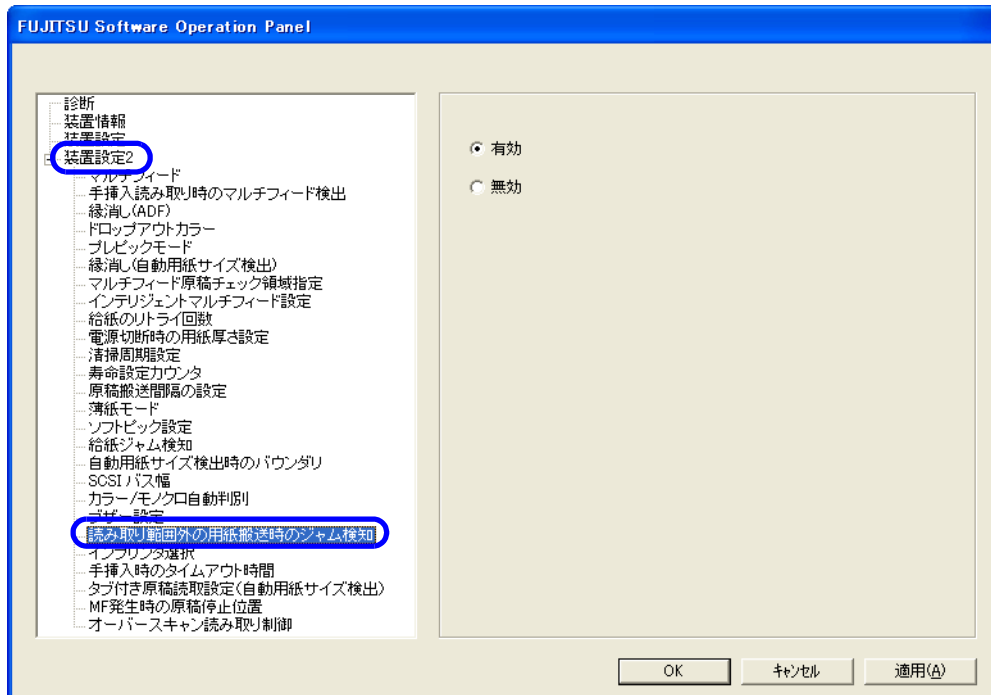 FUJITSU Software Operation Panel
診断
装置情報
装置設定
装置設定2
マルチフィード
手挿入読み取り時のマルチフィード検出
縁消し(ADF)
ドロップアウトカラー
プレピックモード
縁消し(自動用紙サイズ検出)
マルチフィード原稿チェック領域指定
インテリジェントマルチフィード設定
給紙のリトライ回数
電源切断時の用紙厚さ設定
清掃周期設定
寿命設定カウンタ
原稿搬送間隔の設定
薄紙モード
ソフトピック設定
給紙ジャム検知
自動用紙サイズ検出時のバウンダリ
SCSI バス幅
カラー/モノクロ自動判別
ブザー設定
読み取り範囲外の用紙搬送時のジャム検知
インプリンタ選択
手挿入時のタイムアウト時間
タブ付き原稿読取設定(自動用紙サイズ検出)
MF発生時の原稿停止位置
オーバースキャン読み取り制御
有効
無効
OK キャンセル 適用(A)